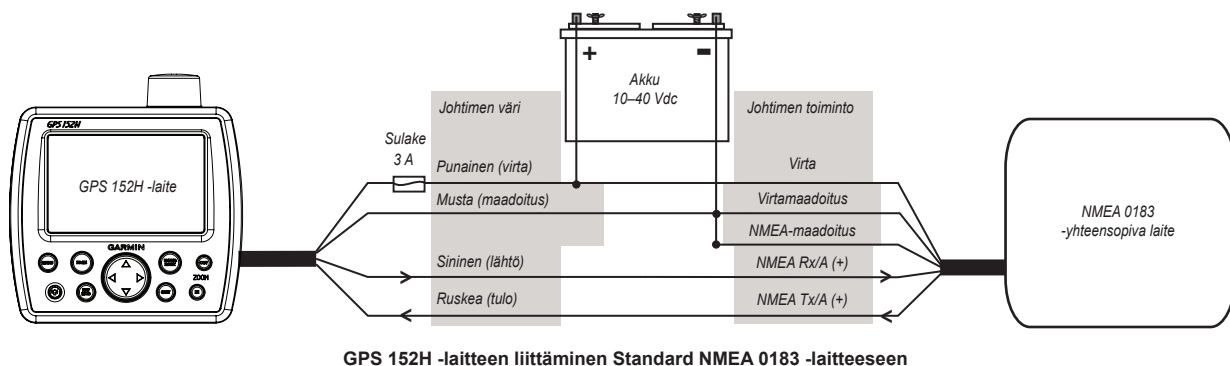 +
-
Akku
10–40 Vdc
Johtimen väri
Johtimen toiminto
GPS 152H
Sulake
3 A
Punainen (virta)
Virta
GPS 152H -laite
Musta (maadoitus)
Virtamaadoitus
NMEA-maadoitus
NMEA 0183
-yhteensopiva laite
GARMIN
Sininen (lähtö)
NMEA Rx/A (+)
ZOOM
Ruskea (tulo)
NMEA Tx/A (+)
GPS 152H -laitteen liittäminen Standard NMEA 0183 -laitteeseen